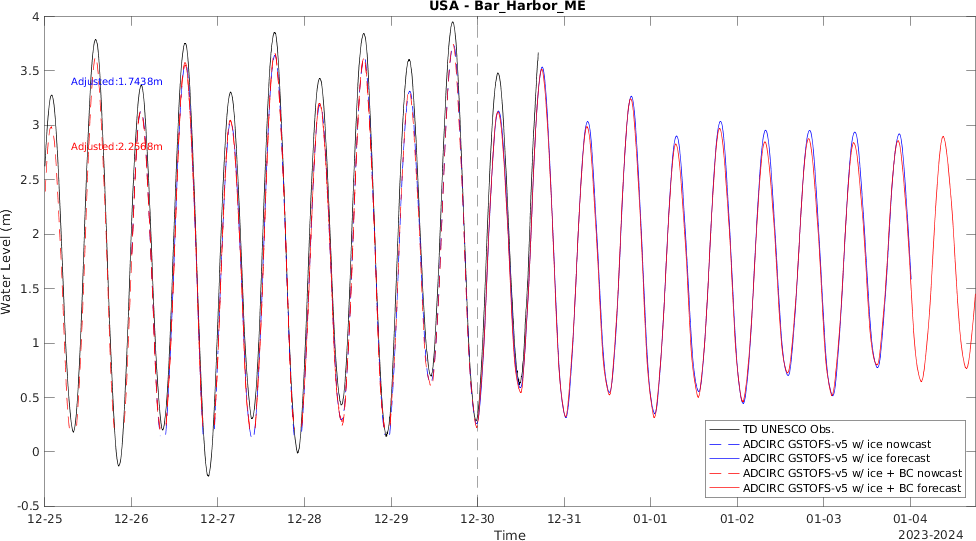 USA - Bar_Harbor_ME
4
3.5
3
2.5
2
1.5
1
0.5
0
-0.5
Water Level (m)
Adjusted:1.7438m
Adjusted:2.2568m
TD UNESCO Obs.
ADCIRC GSTOFS-v5 w/ ice nowcast
ADCIRC GSTOFS-v5 w/ ice forecast
ADCIRC GSTOFS-v5 w/ ice + BC nowcast
ADCIRC GSTOFS-v5 w/ ice + BC forecast
12-25 12-26 12-27 12-28 12-29 12-30 12-31 01-01 01-02 01-03 01-04
Time
2023-2024